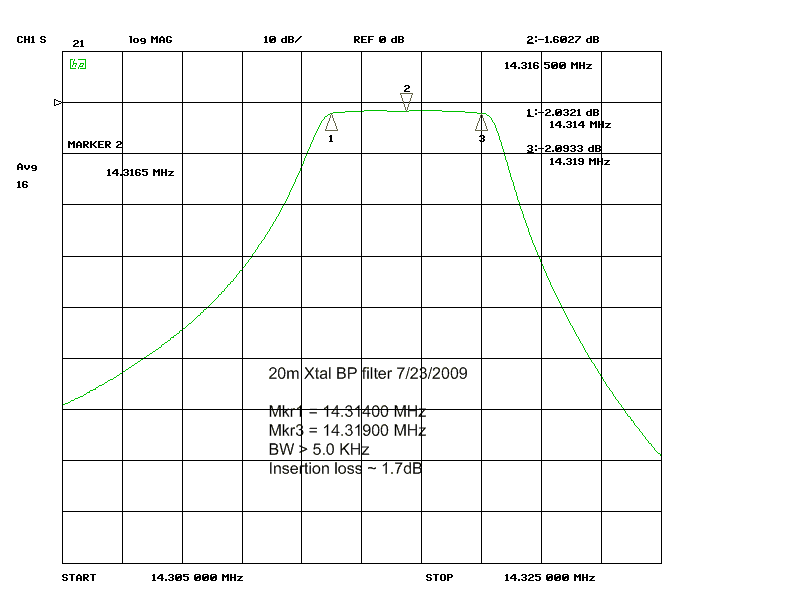 CH1 S 21 log MAG 10 dB/ REF 0 dB 2:-1.6027 dB
14.316 500 MHz
2
1:-2.0321 dB
14.314 MHz
1 3
MARKER 2
3:-2.0933 dB
14.319 MHz
Avg
14.3165 MHz
16
20m Xtal BP filter 7/23/2009
Mkr1 = 14.31400 MHz
Mkr3 = 14.31900 MHz
BW > 5.0 KHz
Insertion loss ~ 1.7dB
START 14.305 000 MHz STOP 14.325 000 MHz